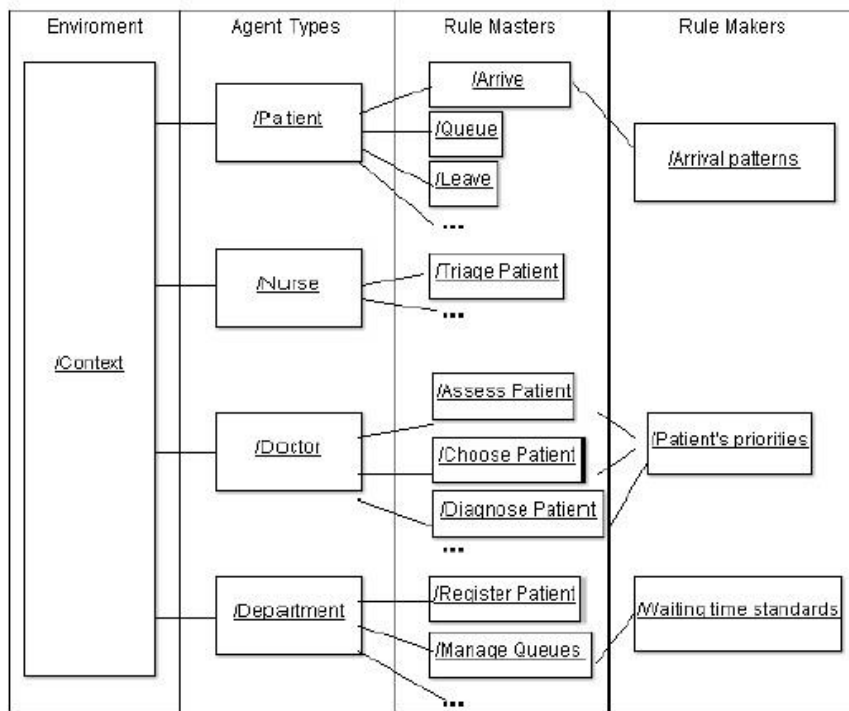 Enviroment
Agent Types
Rule Masters
Rule Makers
/Context
/Patient
/Arrive
/Queue
/Leave
...
/Arrival patterns
/Nurse
/Triage Patient
...
/Doctor
/Assess Patient
/Choose Patient
/Diagnose Patient
...
/Patient's priorities
/Department
/Register Patient
/Manage Queues
...
/Waiting time standards